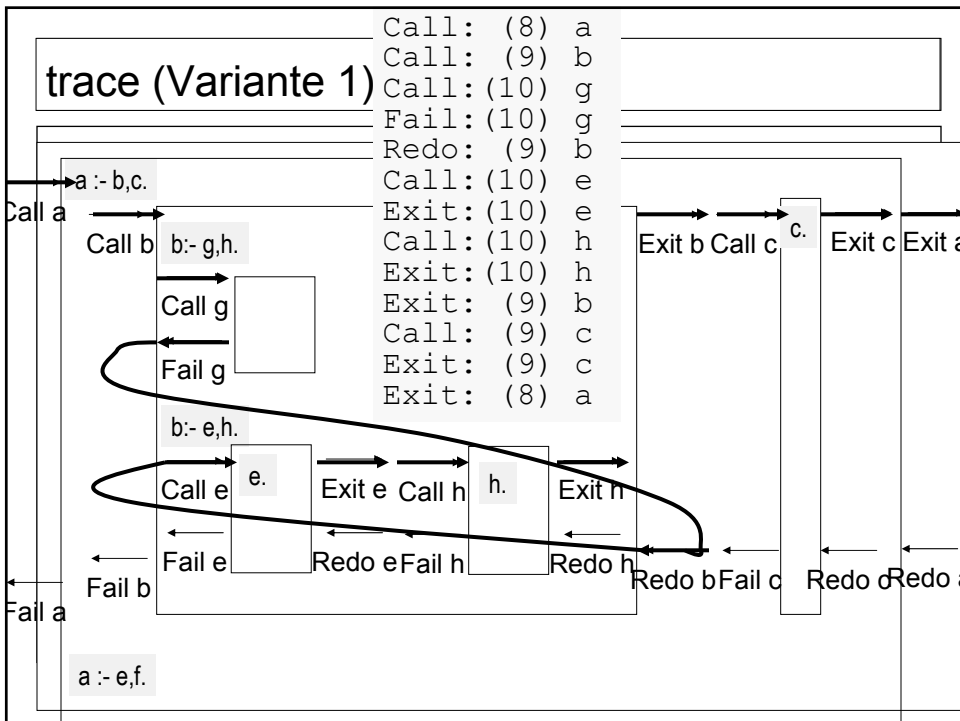 trace (Variante 1)
Call: (8) a
Call: (9) b
Call:(10) g
Fail:(10) g
Redo: (9) b
Call:(10) e
Exit:(10) e
Call:(10) h
Exit:(10) h
Exit: (9) b
Call: (9) c
Exit: (9) c
Exit: (8) a
a :- b,c.
Call a
Call b
b:- g,h.
Exit b
Call c
c.
Exit c
Exit a
Call g
Fail g
b:- e,h.
Call e
e.
Exit e
Call h
h.
Exit h
Fail e
Redo e
Fail h
Redo h
Fail a
Fail b
Redo b
Fail c
Redo c
Redo a
a :- e,f.